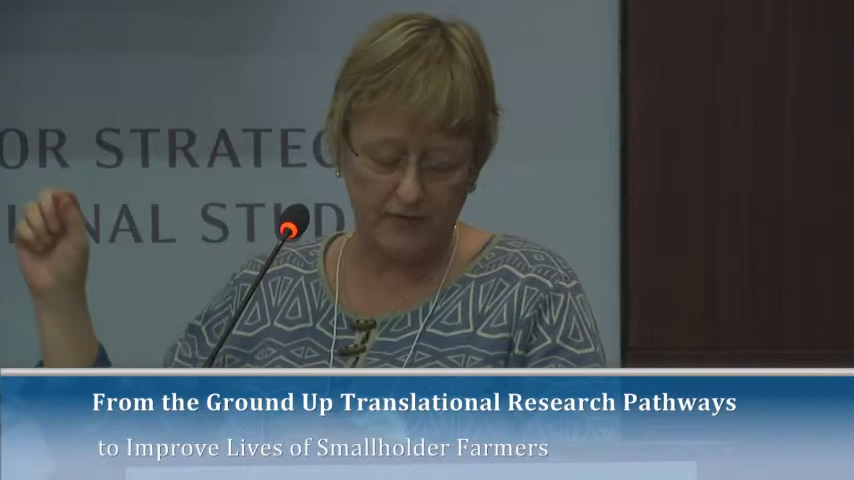 OR STRATEG
NAL STUD
From the Ground Up Translational Research Pathways
to Improve Lives of Smallholder Farmers